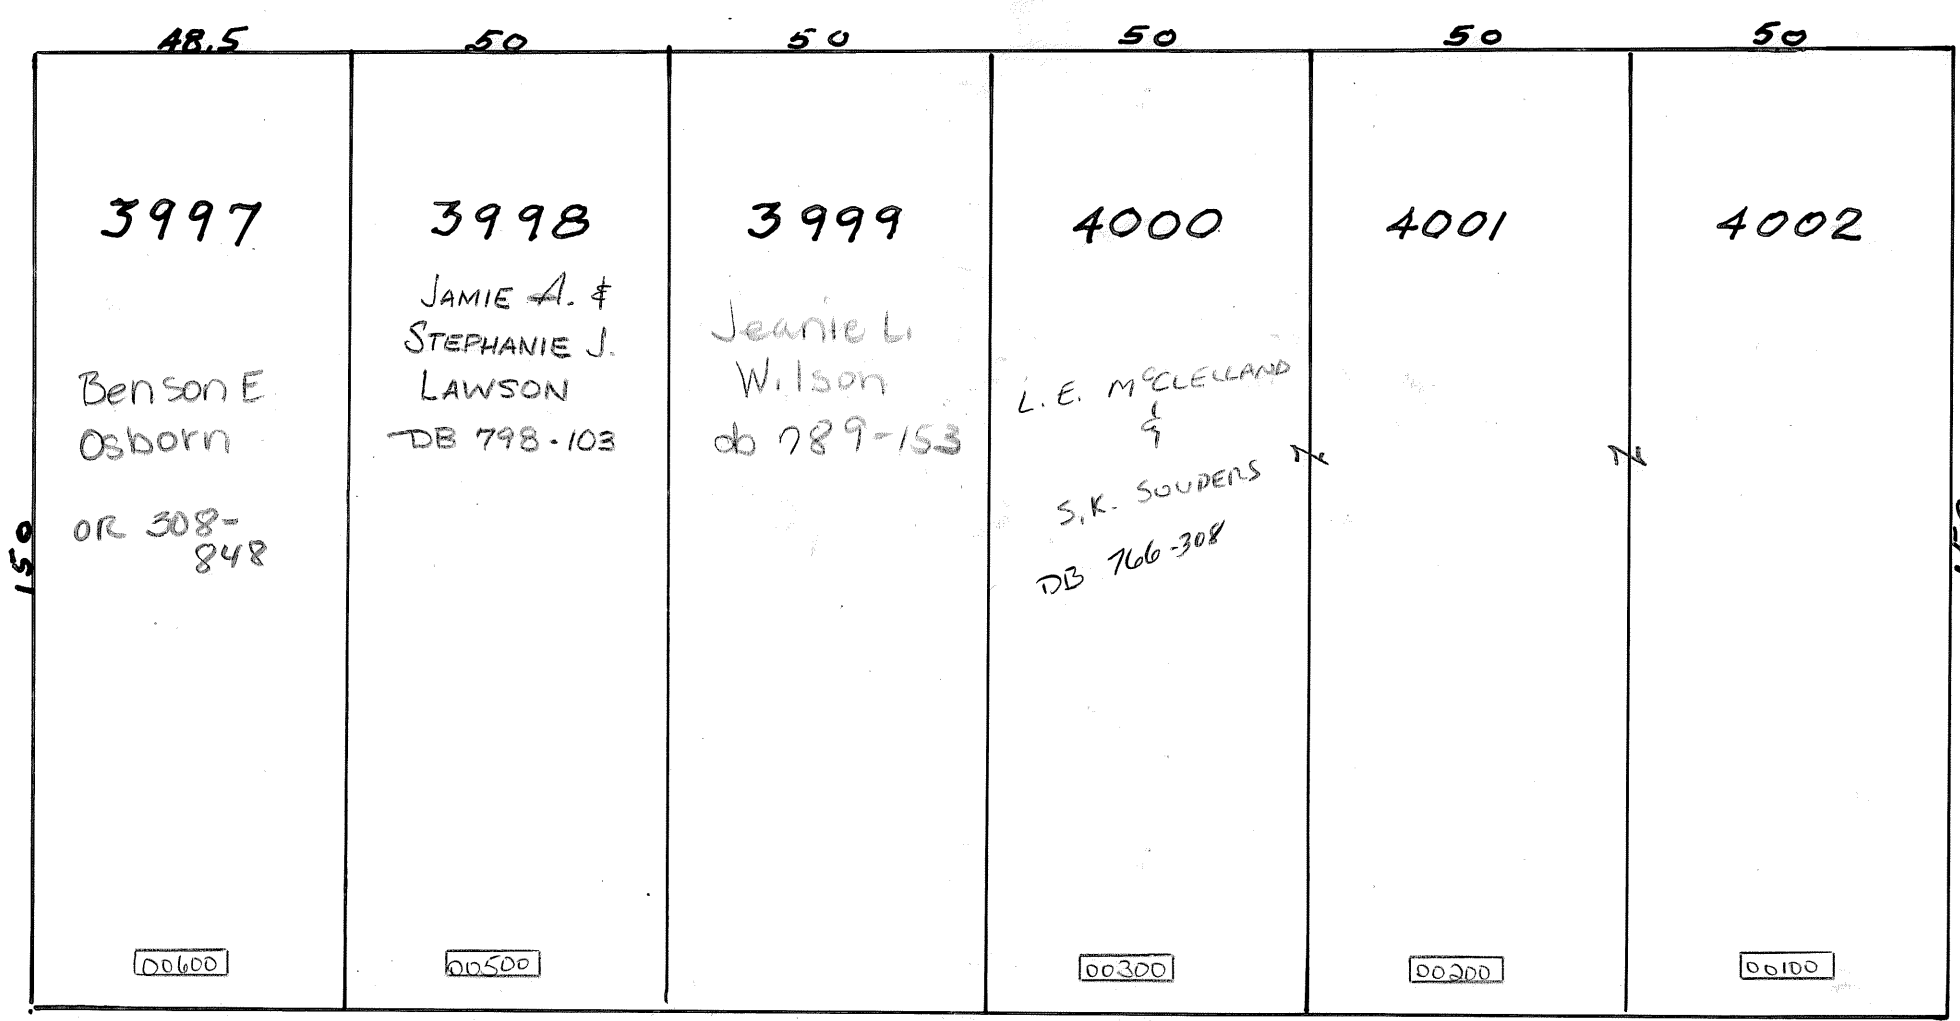 48.5 50 50 50 50 50
3997
Benson E
Osborn
OR 308-
848
00600
3998
JAMIE A. &
STEPHANIE J.
LAWSON
DB 798-103
00500
3999
Jeanie L.
Wilson
db 789-153
4000
L.E. McCLELLAND
&
S.K. SOUDERS
DB 766-308
00300
4001
00200
4002
00100
150